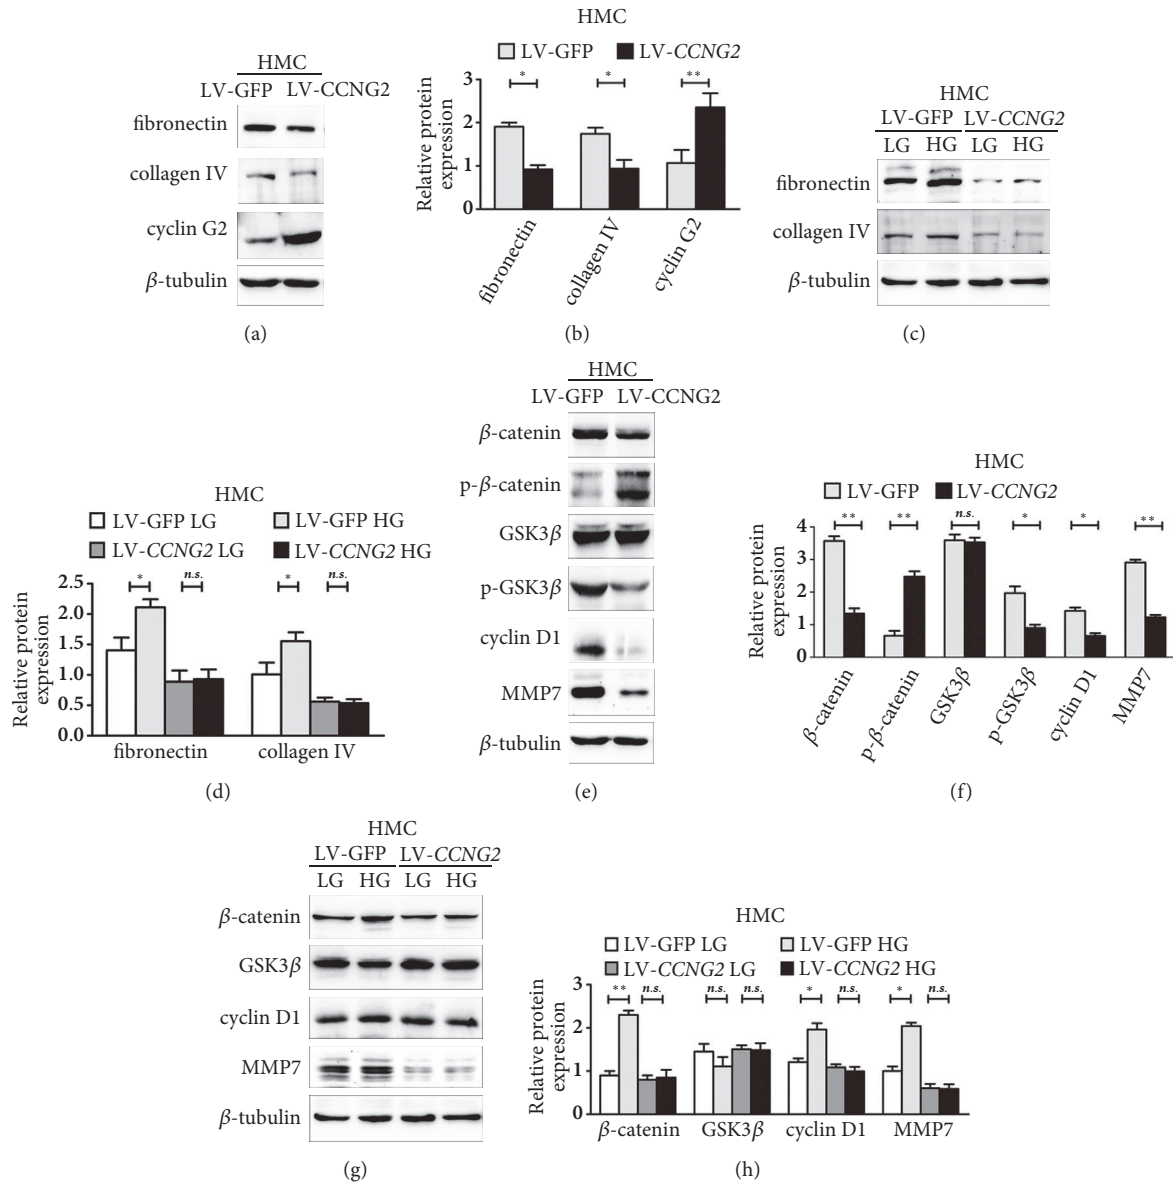 HMC
LV-GFP LV-CCNG2
fibronectin
collagen IV
cyclin G2
β-tubulin
(a)
HMC
LV-GFP LV-CCNG2
* * **
3
2
1
0
Relative protein
expression
fibronectin
collagen IV
cyclin G2
(b)
HMC
LV-GFP LV-CCNG2
LG HG LG HG
fibronectin
collagen IV
β-tubulin
(c)
HMC
LV-GFP LG LV-GFP HG
LV-CCNG2 LG LV-CCNG2 HG
* n.s. * n.s.
2.5
2.0
1.5
1.0
0.5
0.0
Relative protein
expression
fibronectin collagen IV
(d)
HMC
LV-GFP LV-CCNG2
β-catenin
p-β-catenin
GSK3β
p-GSK3β
cyclin D1
MMP7
β-tubulin
(e)
HMC
LV-GFP LV-CCNG2
** ** n.s. * * **
4
3
2
1
0
Relative protein
expression
β-catenin
p-β-catenin
GSK3β
p-GSK3β
cyclin D1
MMP7
(f)
HMC
LV-GFP LV-CCNG2
LG HG LG HG
β-catenin
GSK3β
cyclin D1
MMP7
β-tubulin
(g)
HMC
LV-GFP LG LV-GFP HG
LV-CCNG2 LG LV-CCNG2 HG
** n.s. n.s. n.s. * n.s. * n.s.
3
2
1
0
Relative protein
expression
β-catenin GSK3β cyclin D1 MMP7
(h)